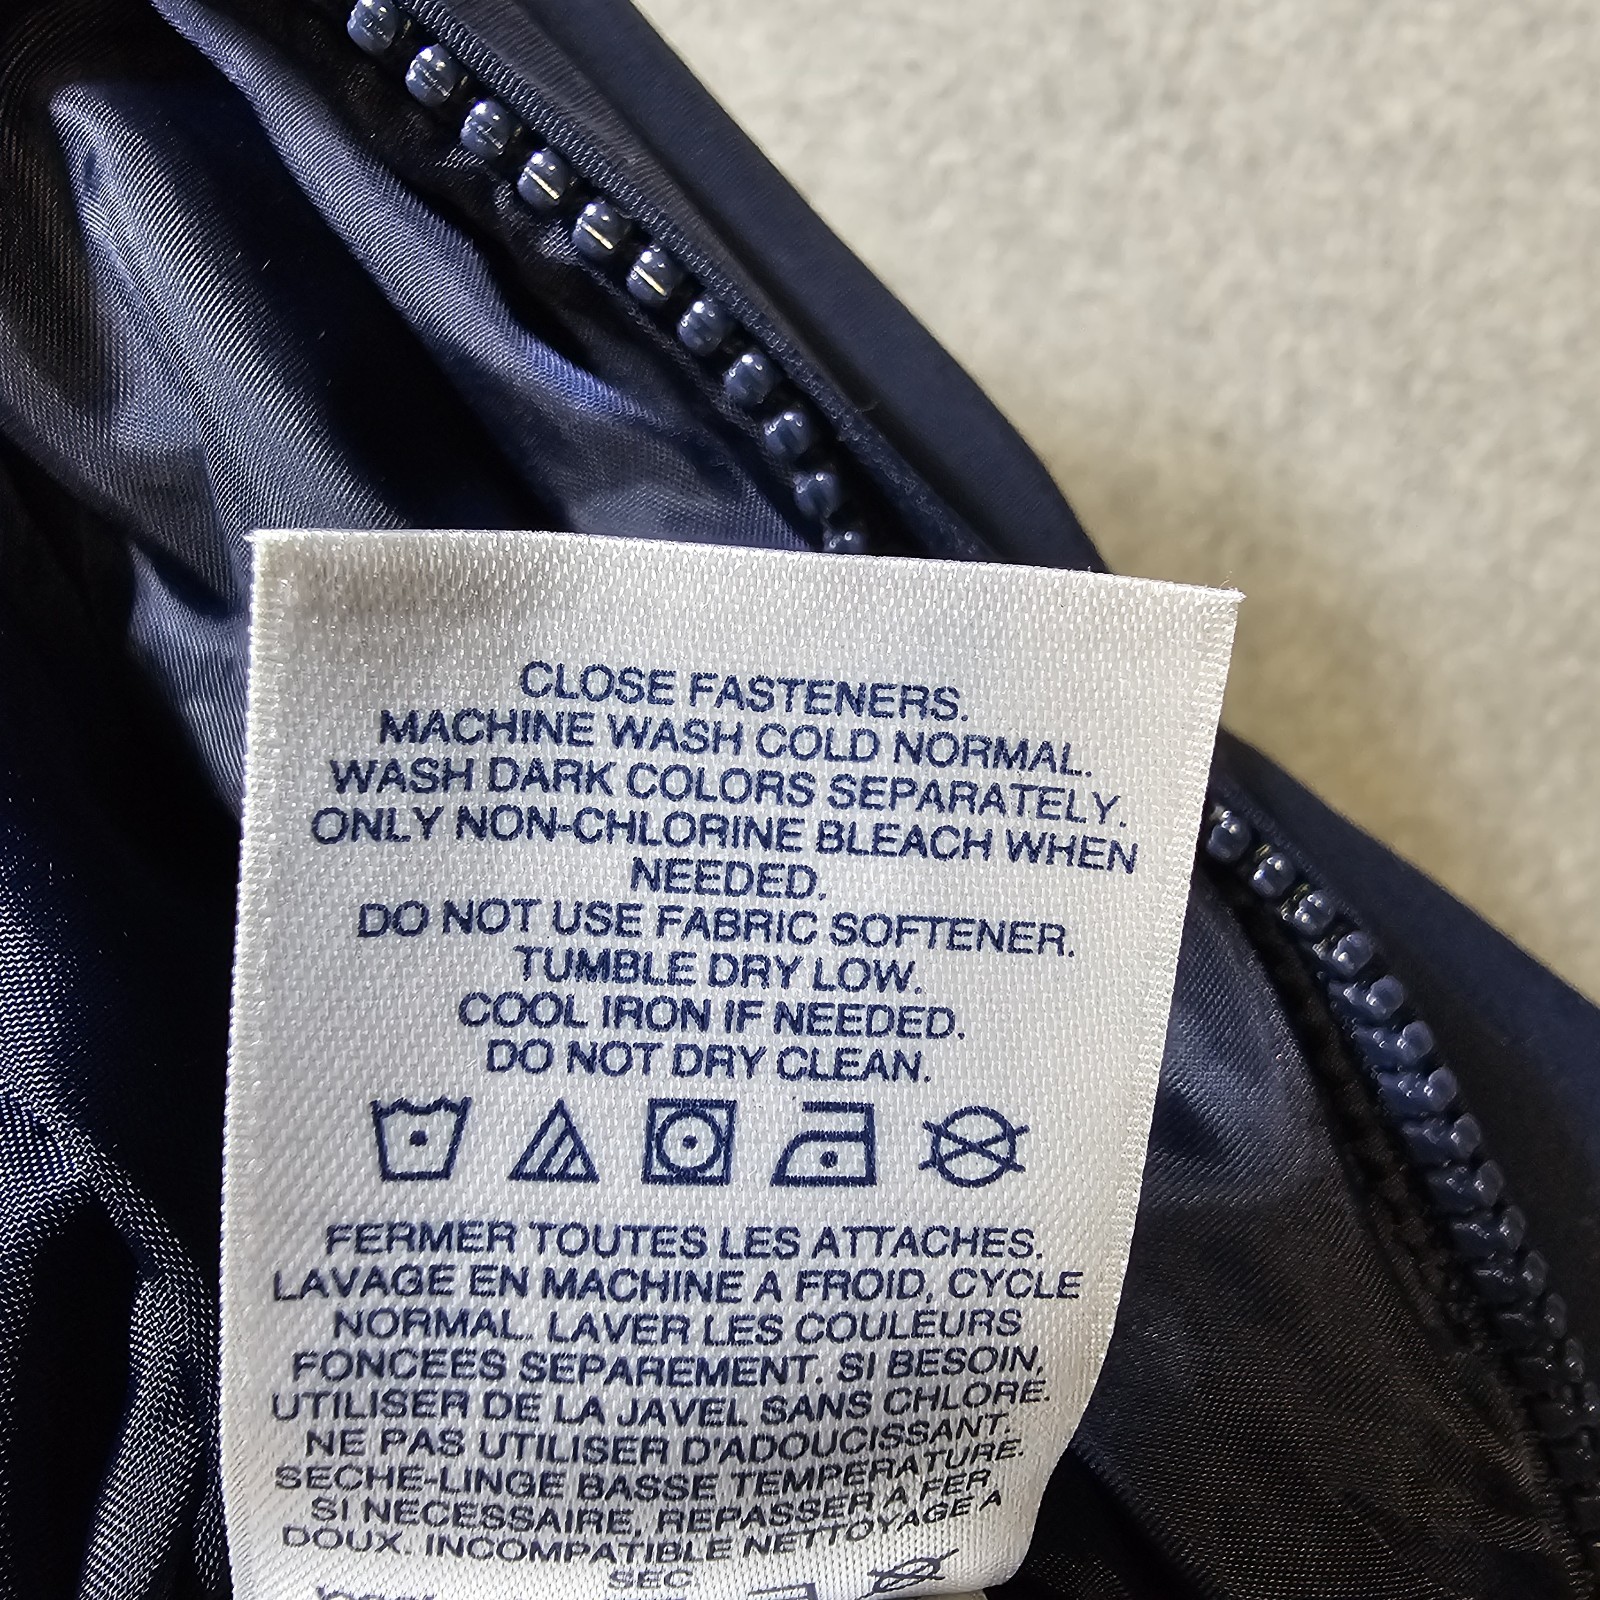 CLOSE FASTENERS.
MACHINE WASH COLD NORMAL.
WASH DARK COLORS SEPARATELY.
ONLY NON-CHLORINE BLEACH WHEN
NEEDED.
DO NOT USE FABRIC SOFTENER.
TUMBLE DRY LOW.
COOL IRON IF NEEDED.
DO NOT DRY CLEAN.
FERMER TOUTES LES ATTACHES.
LAVAGE EN MACHINE A FROID, CYCLE
NORMAL. LAVER LES COULEURS
FONCEES SEPAREMENT. SI BESOIN,
UTILISER DE LA JAVEL SANS CHLORE.
NE PAS UTILISER D'ADOUCISSANT.
SECHE-LINGE BASSE TEMPERATURE.
SI NECESSAIRE, REPASSER A FER
DOUX. INCOMPATIBLE NETTOYAGE A
SEC.